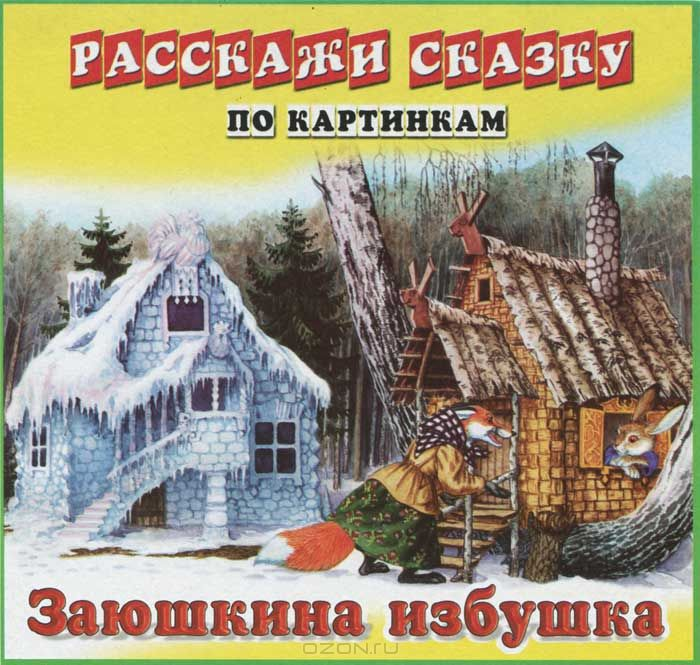 Расскажи сказку
по картинкам
Заюшкина избушка
ozon.ru